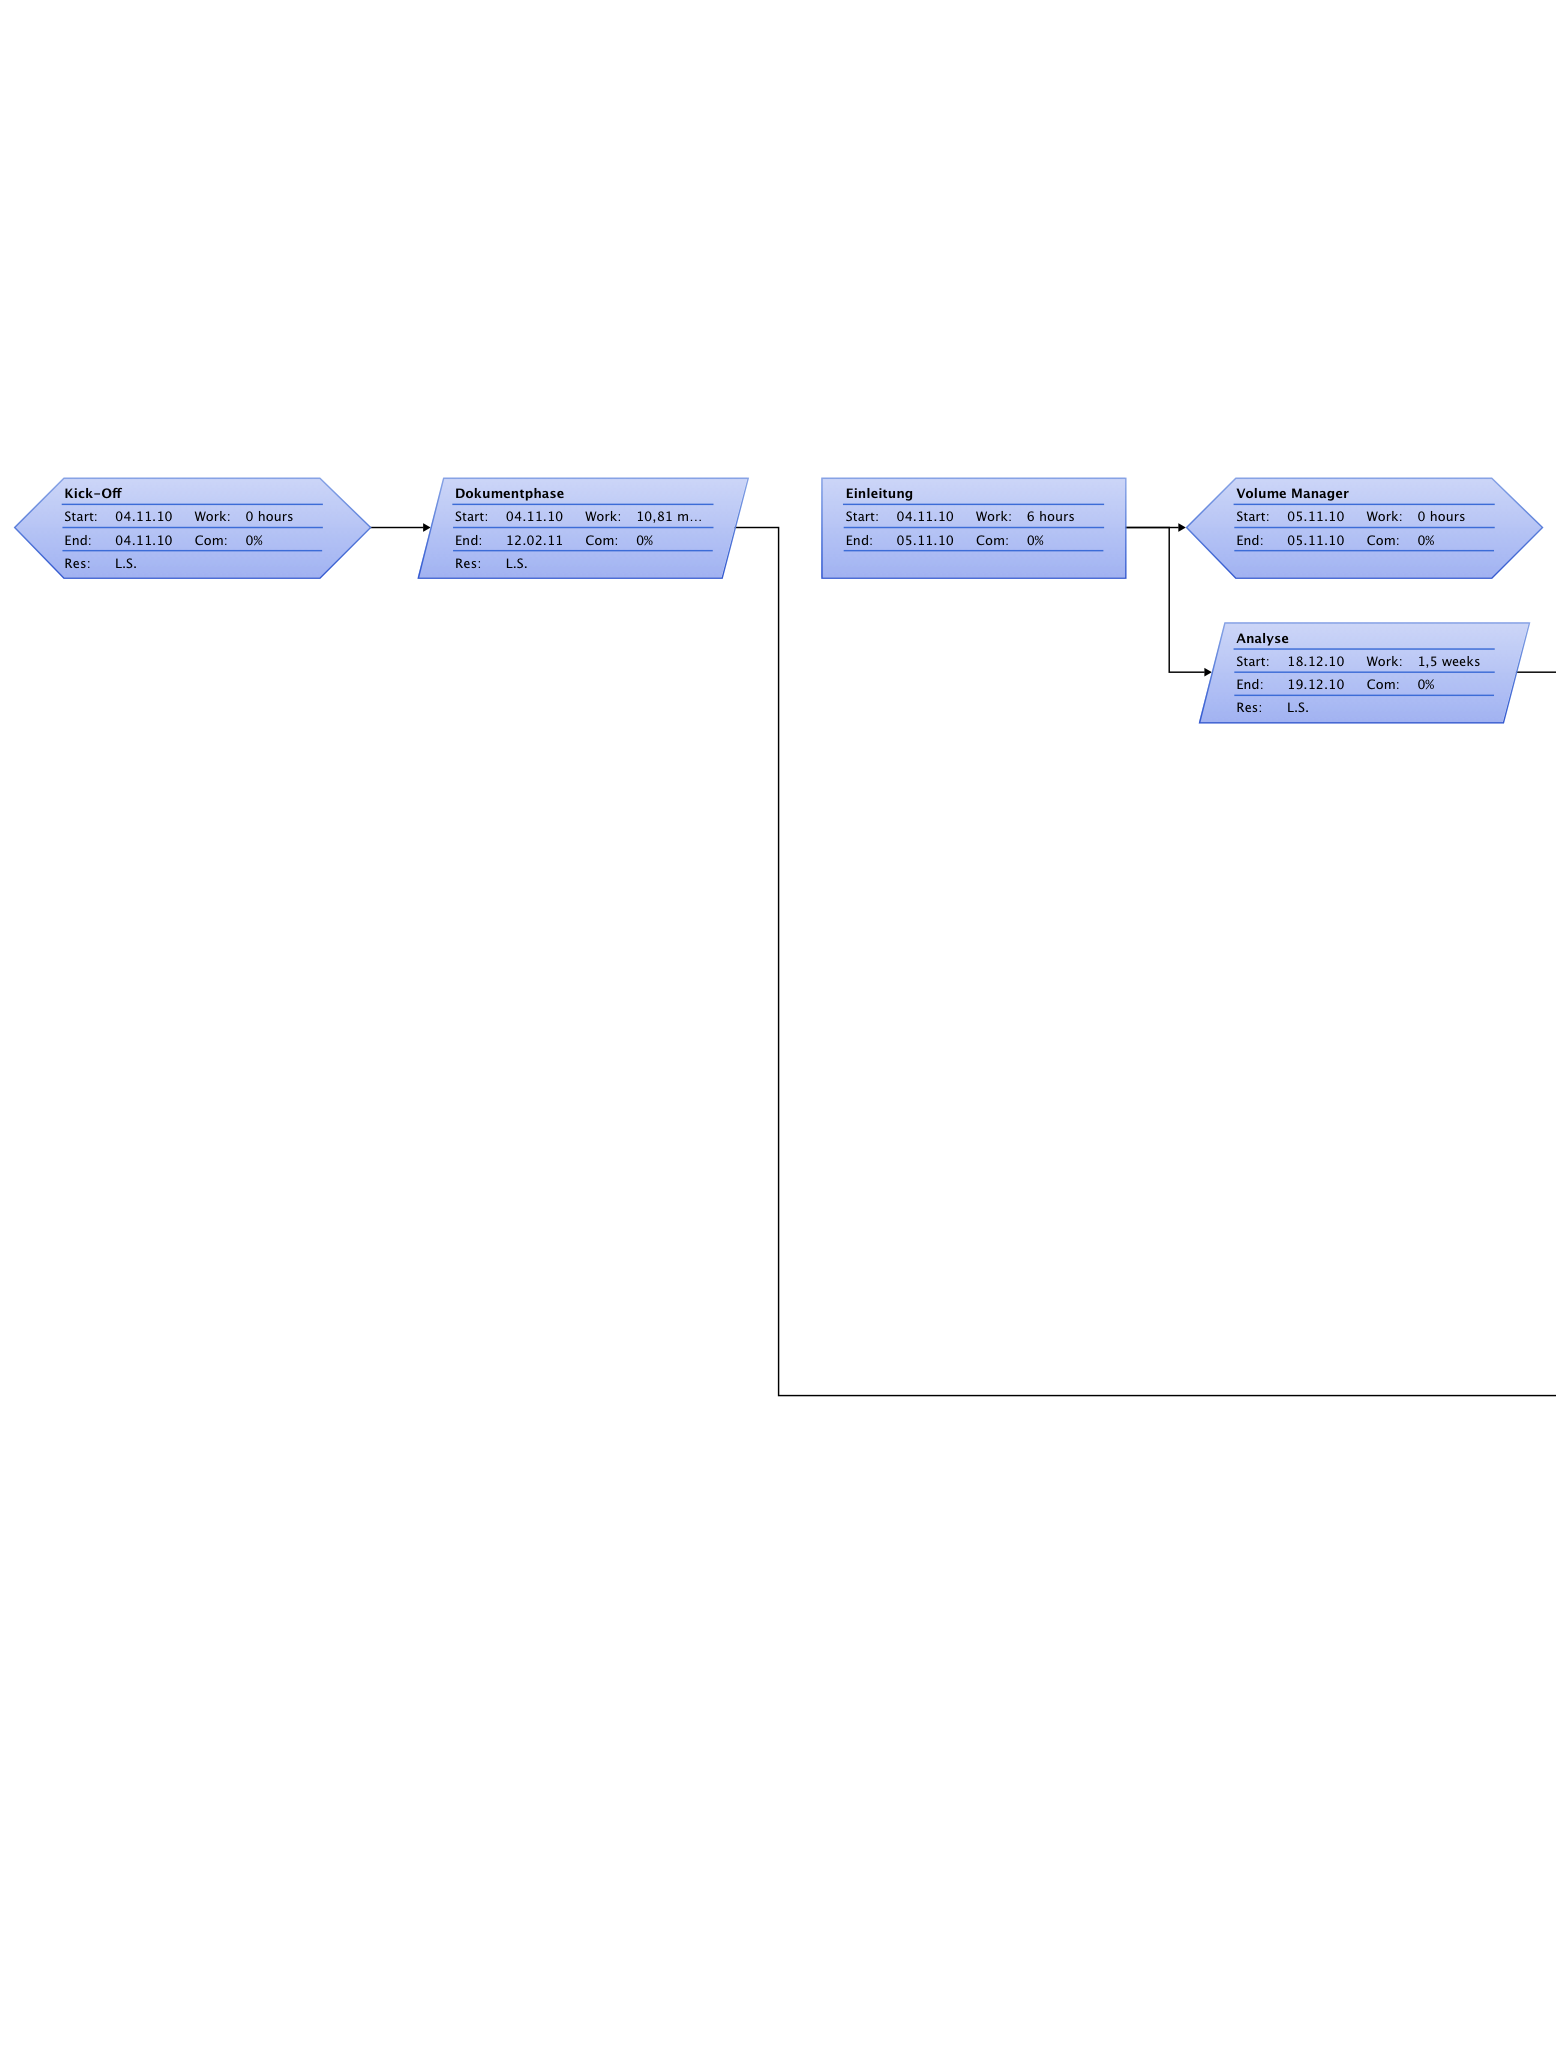 Kick-Off
Start: 04.11.10 Work: 0 hours
End: 04.11.10 Com: 0%
Res: L.S.
Dokumentphase
Start: 04.11.10 Work: 10,81 m...
End: 12.02.11 Com: 0%
Res: L.S.
Einleitung
Start: 04.11.10 Work: 6 hours
End: 05.11.10 Com: 0%
Volume Manager
Start: 05.11.10 Work: 0 hours
End: 05.11.10 Com: 0%
Analyse
Start: 18.12.10 Work: 1,5 weeks
End: 19.12.10 Com: 0%
Res: L.S.